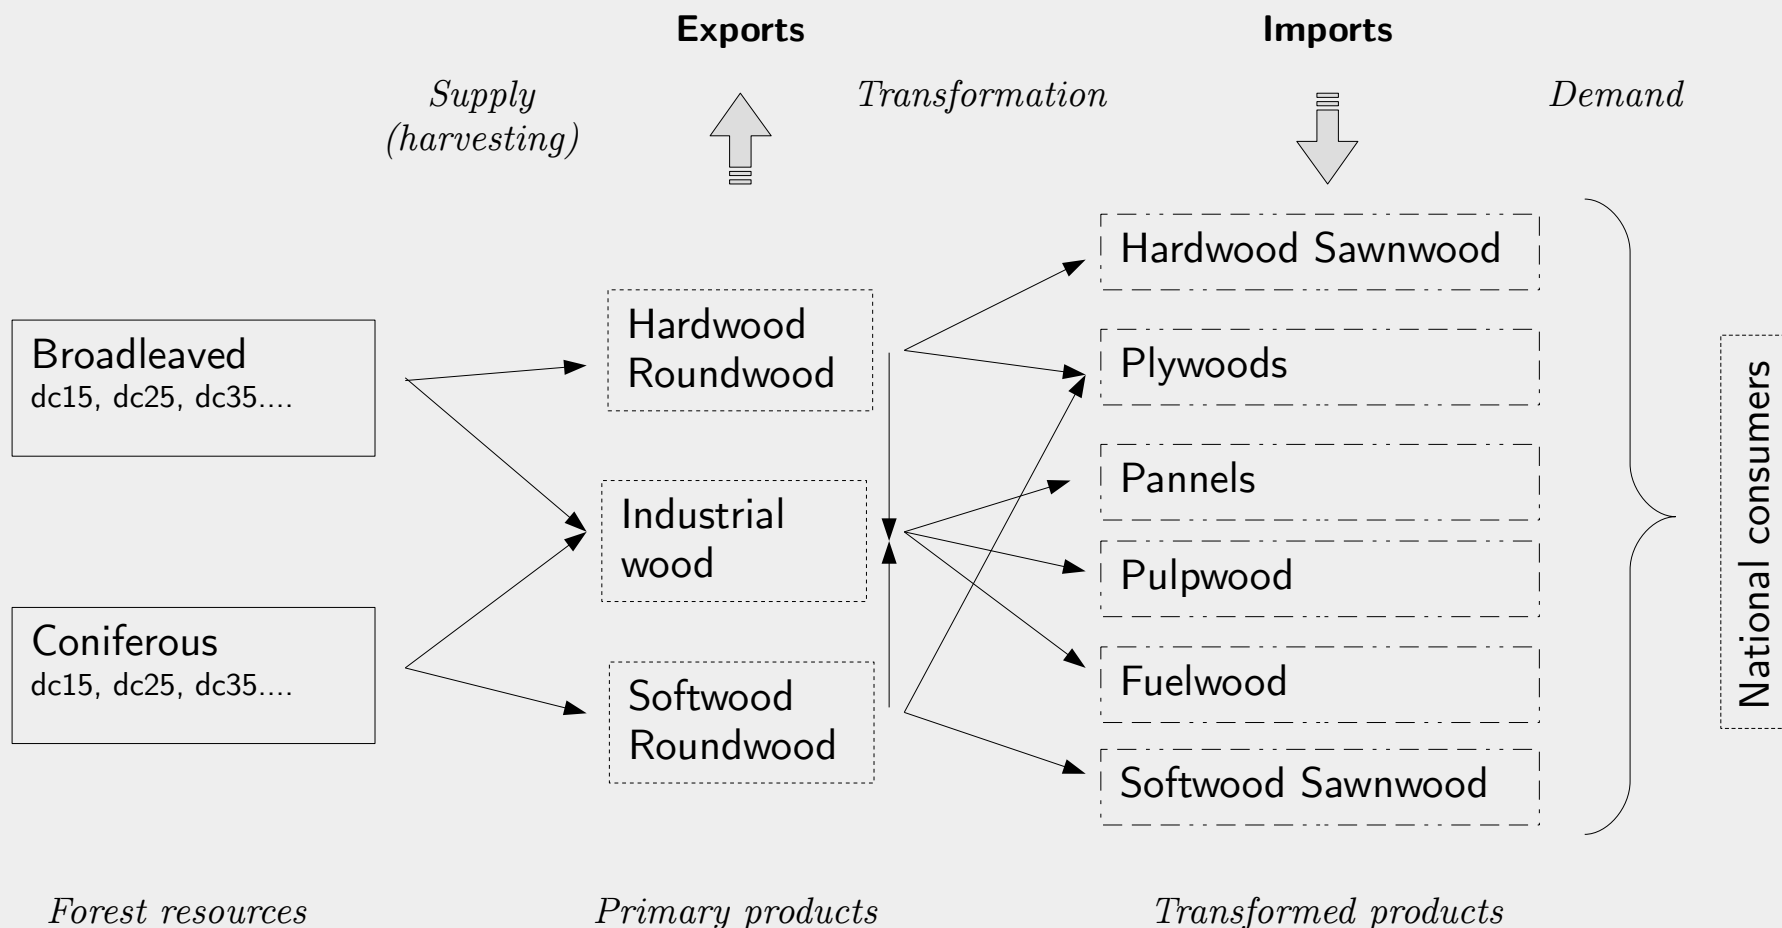 Exports
Imports
Supply
(harvesting)
Transformation
Demand
Hardwood Sawnwood
Hardwood
Roundwood
Broadleaved
dc15, dc25, dc35....
Plywoods
Pannels
Industrial
wood
Pulpwood
National consumers
Coniferous
dc15, dc25, dc35....
Fuelwood
Softwood
Roundwood
Softwood Sawnwood
Forest resources
Primary products
Transformed products